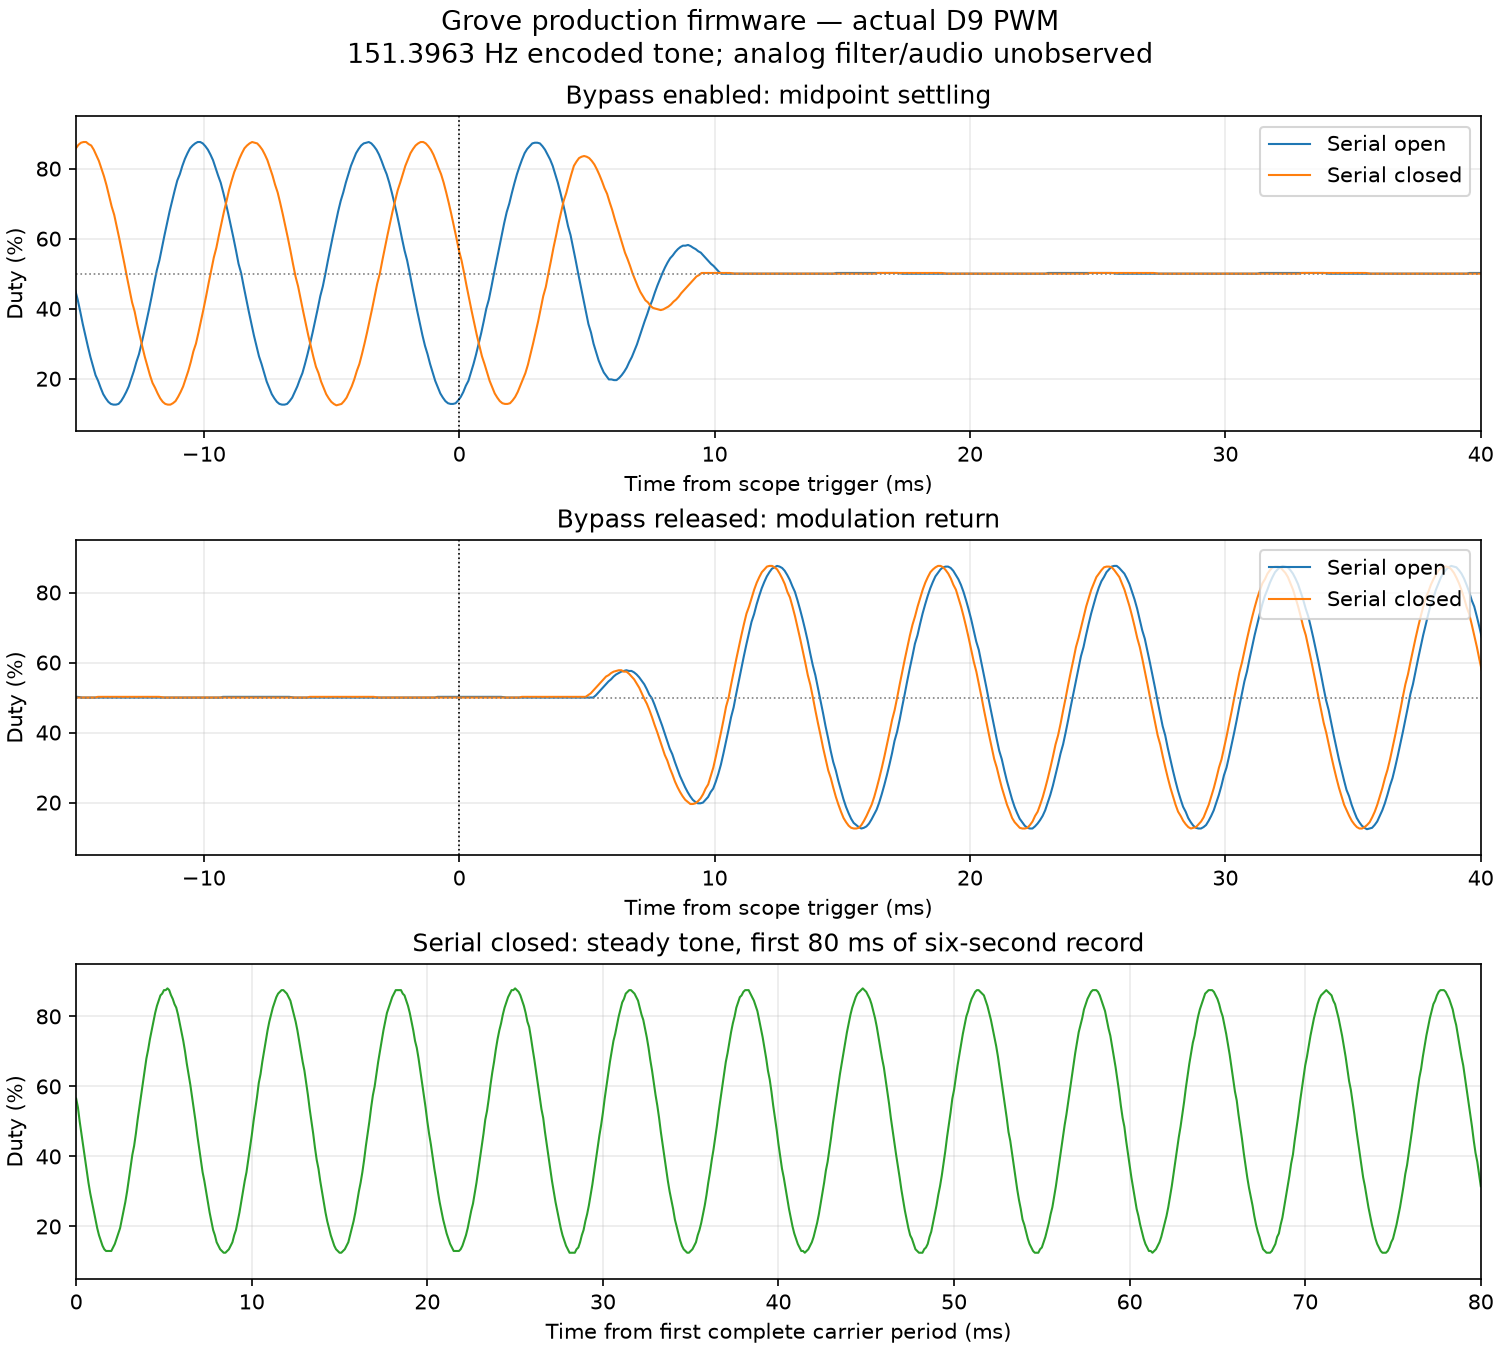 Grove production firmware — actual D9 PWM
151.3963 Hz encoded tone; analog filter/audio unobserved
Bypass enabled: midpoint settling
Serial open
Serial closed
Duty (%)
80
60
40
20
−10 0 10 20 30 40
Time from scope trigger (ms)
Bypass released: modulation return
Serial open
Serial closed
Duty (%)
80
60
40
20
−10 0 10 20 30 40
Time from scope trigger (ms)
Serial closed: steady tone, first 80 ms of six-second record
Duty (%)
80
60
40
20
0 10 20 30 40 50 60 70 80
Time from first complete carrier period (ms)